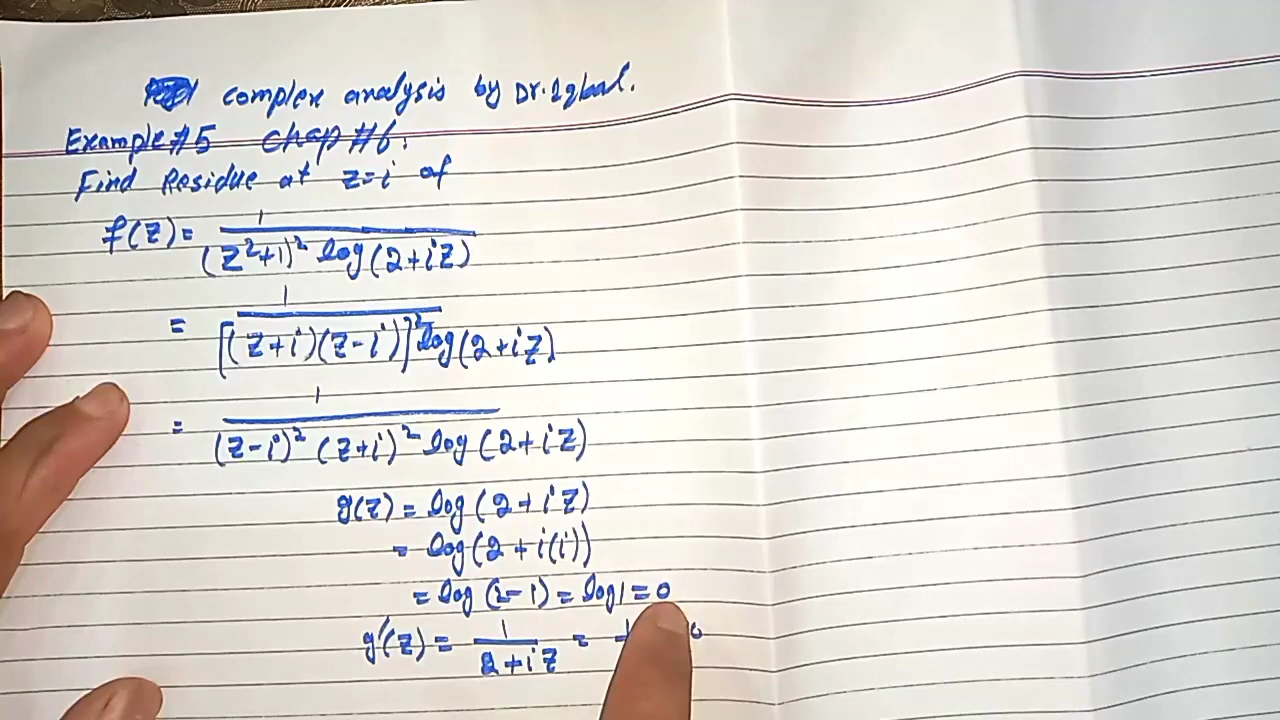 complex analysis by Dr. Iqbal.
Example #5 Chap #6.
Find Residue at z=i of
f(z)= 1/((z²+1)² log(2+iz))
= 1/([(z+i)(z-i)]² log(2+iz))
= 1/((z-i)² (z+i)² log(2+iz))
g(z) = log(2+iz)
= log(2+i(i))
= log(2-1) = log1 = 0
g'(z) = 1/(2+iz) =